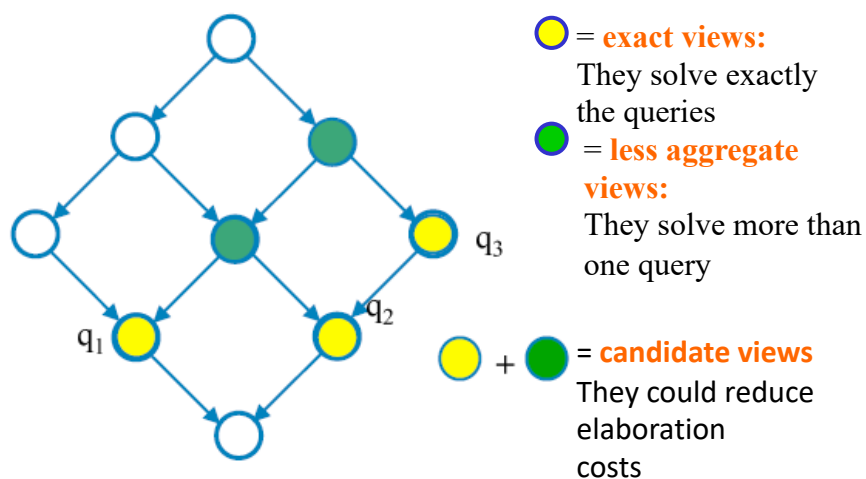 = exact views:
They solve exactly
the queries
= less aggregate
views:
They solve more than
one query
q3
q2
q1
+
= candidate views
They could reduce
elaboration
costs